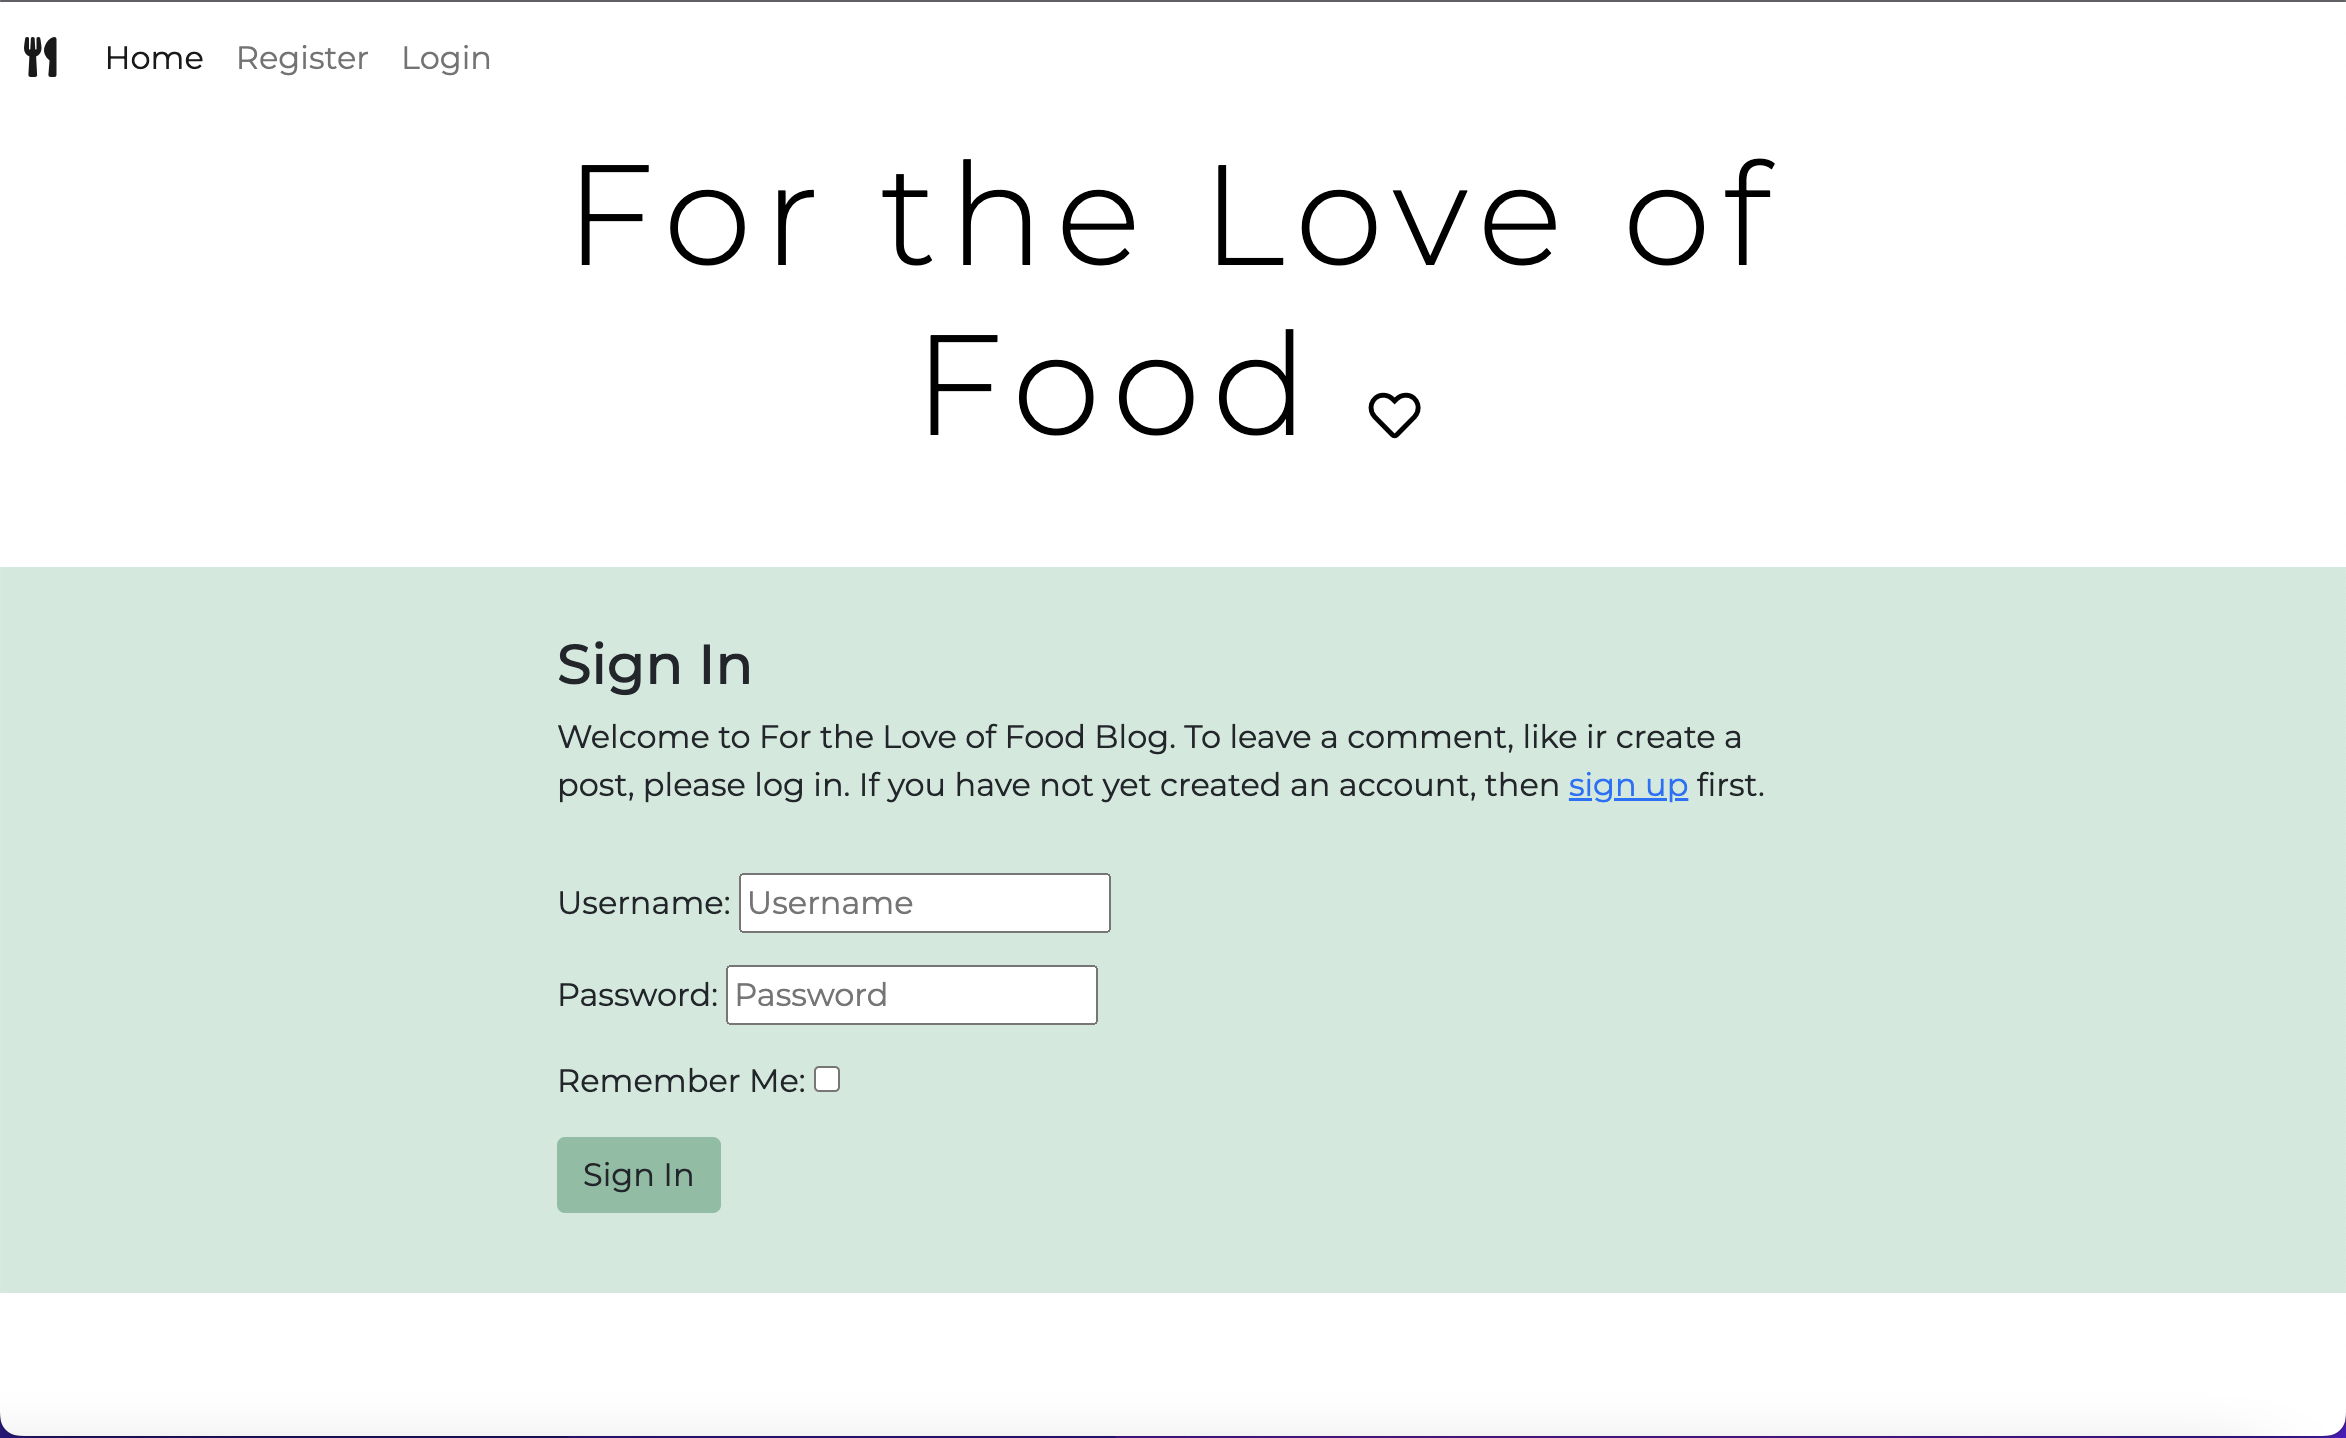 Home Register Login
For the Love of
Food
Sign In
Welcome to For the Love of Food Blog. To leave a comment, like ir create a
post, please log in. If you have not yet created an account, then sign up first.
Username: Username
Password: Password
Remember Me:
Sign In